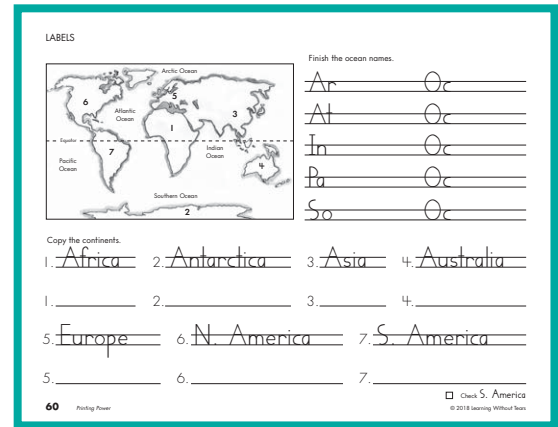 LABELS
Finish the ocean names.
Arctic Ocean
6
5
Atlantic
Ocean
3
1
Equator
7
Indian
Ocean
Pacific
Ocean
4
Southern Ocean
2
Ar Oc
At Oc
In Oc
Pa Oc
So Oc
Copy the continents.
1. Africa 2. Antarctica 3. Asia 4. Australia
1. 2. 3. 4.
5. Europe 6. N. America 7. S. America
5. 6. 7.
Check S. America
60 Printing Power © 2018 Learning Without Tears